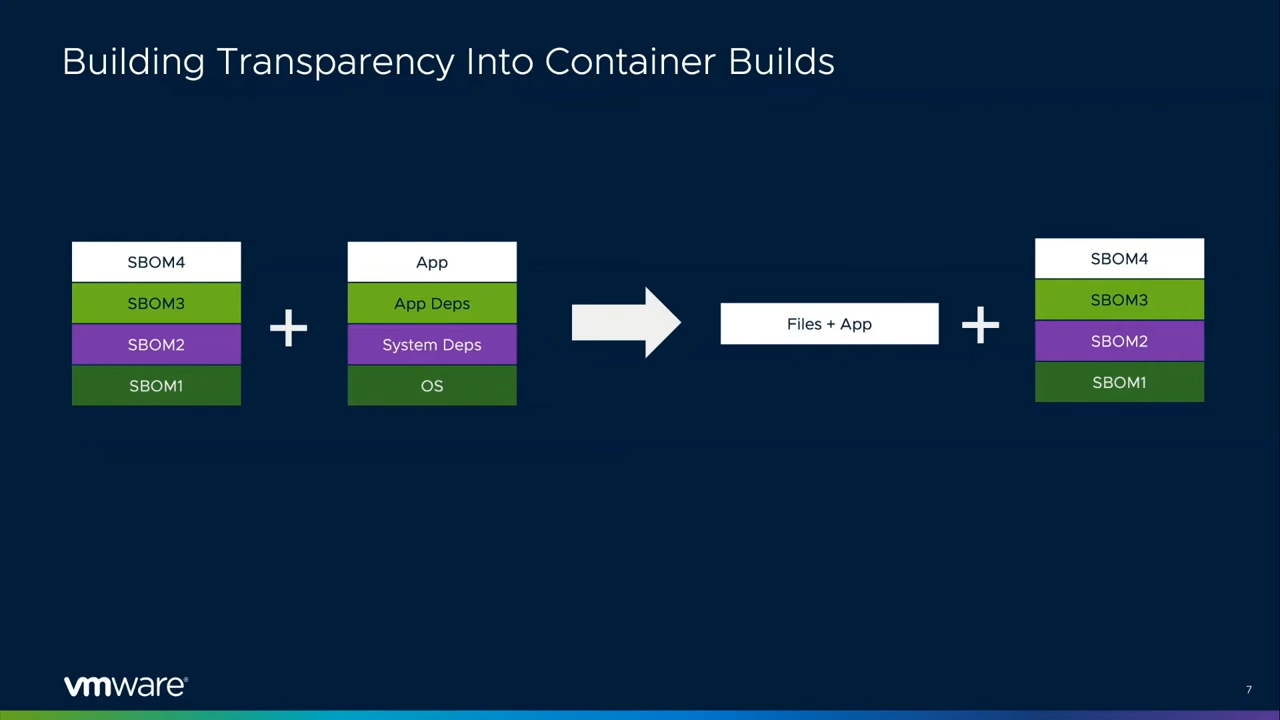 Building Transparency Into Container Builds
SBOM4
SBOM3
SBOM2
SBOM1
+
App
App Deps
System Deps
OS
Files + App
+
SBOM4
SBOM3
SBOM2
SBOM1
vmware®
7